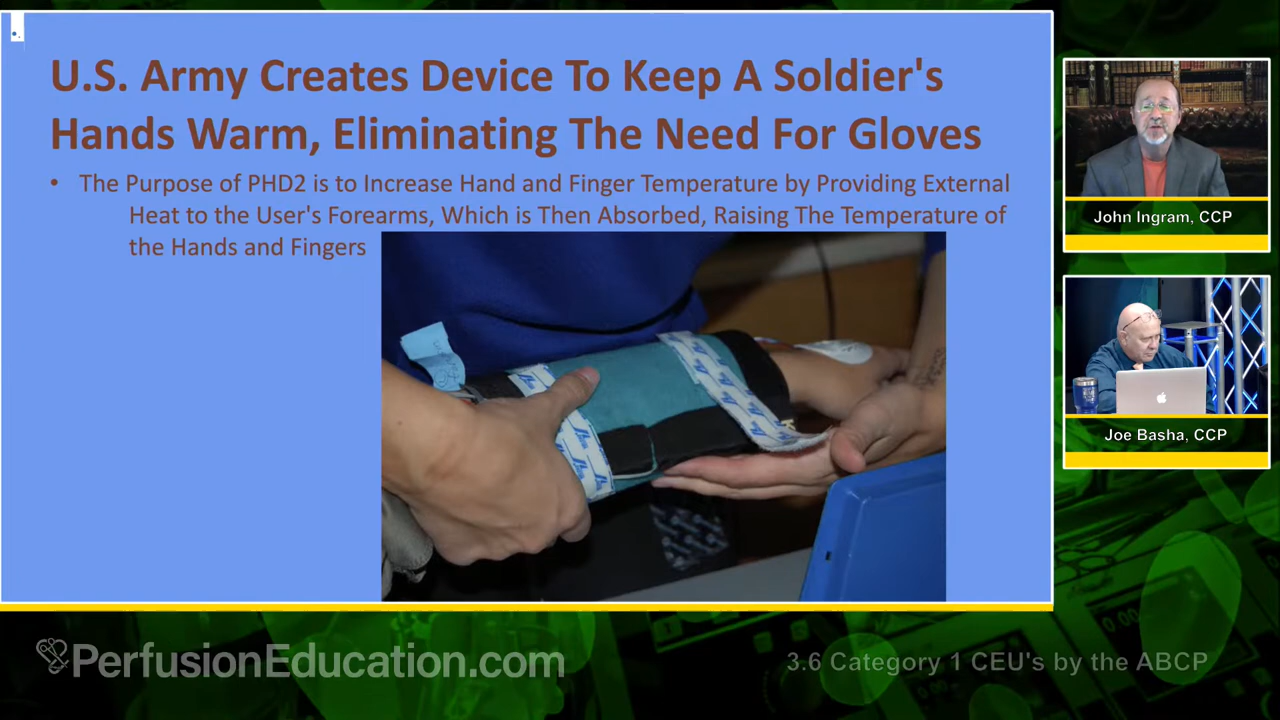 U.S. Army Creates Device To Keep A Soldier's
Hands Warm, Eliminating The Need For Gloves
• The Purpose of PHD2 is to Increase Hand and Finger Temperature by Providing External
Heat to the User's Forearms, Which is Then Absorbed, Raising The Temperature of
the Hands and Fingers
John Ingram, CCP
Joe Basha, CCP
PerfusionEducation.com
3.6 Category 1 CEU's by the ABCP